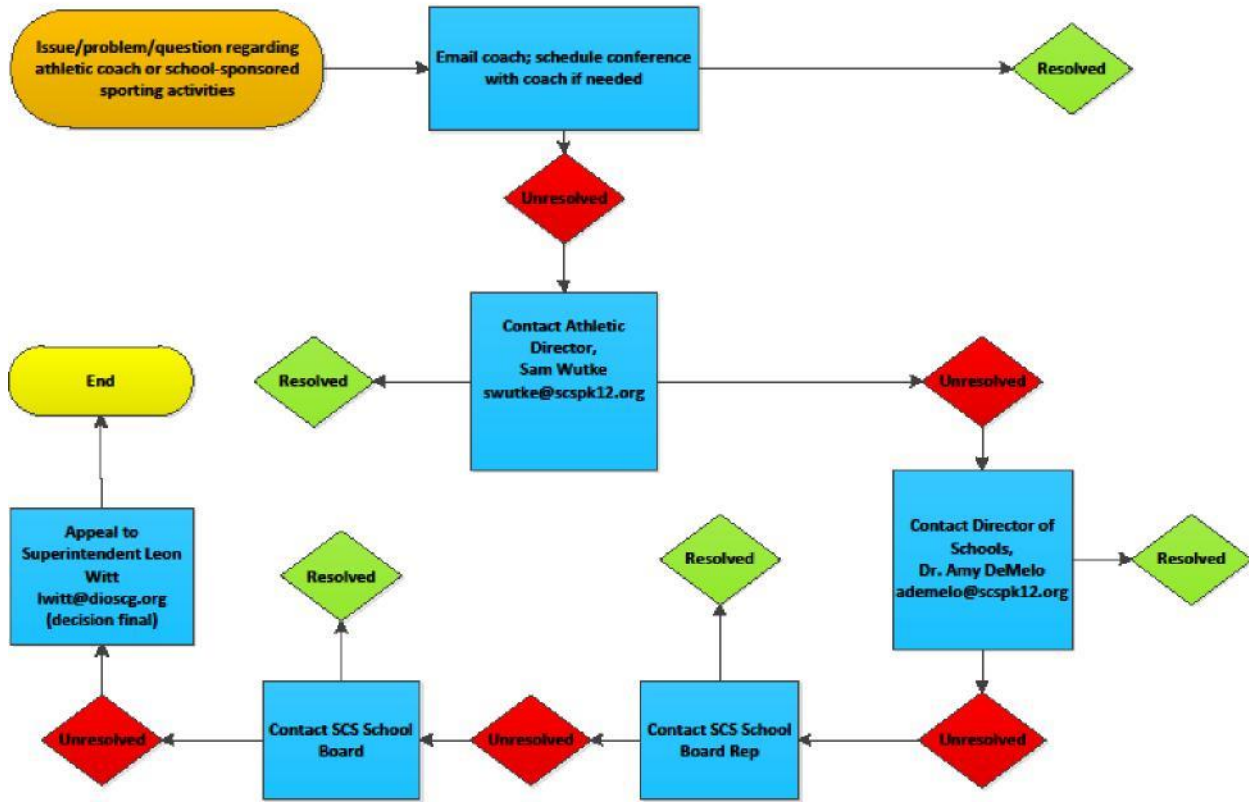 Issue/problem/question regarding
athletic coach or school-sponsored
sporting activities
Email coach; schedule conference
with coach if needed
Resolved
Unresolved
Contact Athletic
Director,
Sam Wutke
swutke@scspk12.org
Resolved
Unresolved
End
Contact Director of
Schools,
Dr. Amy DeMelo
ademelo@scspk12.org
Resolved
Unresolved
Contact SCS School
Board Rep
Resolved
Unresolved
Contact SCS School
Board
Resolved
Unresolved
Appeal to
Superintendent Leon
Witt
lwitt@dioscg.org
(decision final)